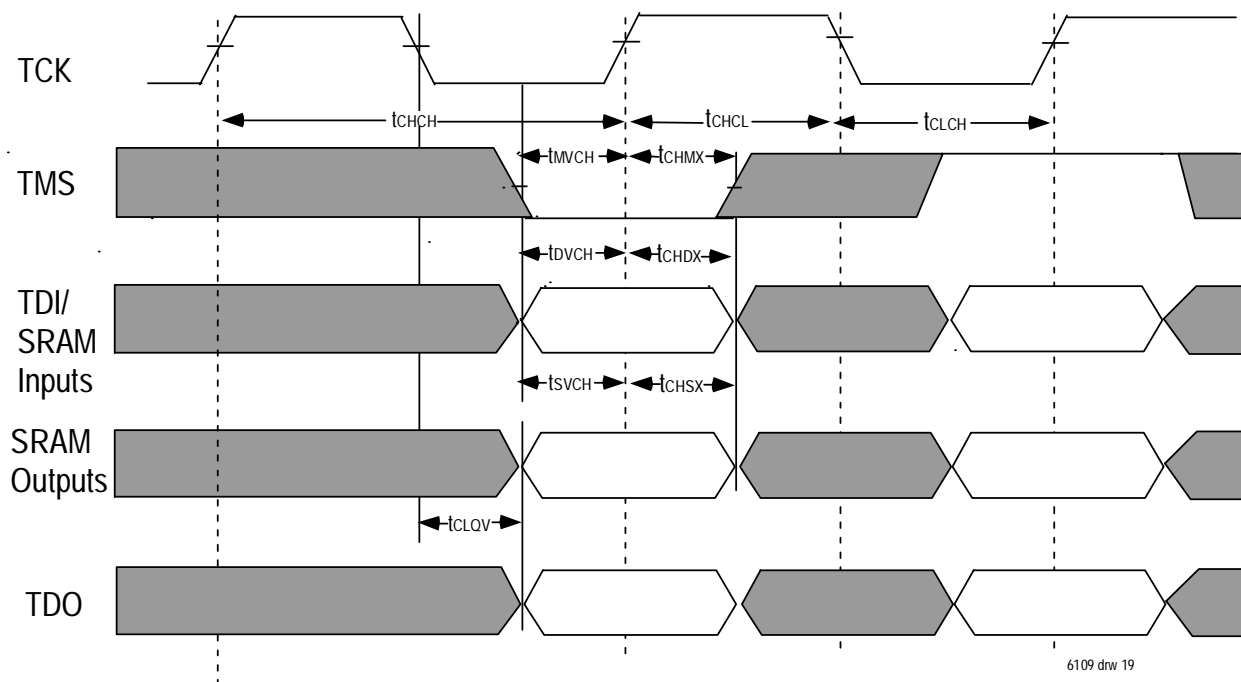 TCK
tCHCH
tCHCL
tCLCH
TMS
tMVCH
tCHMX
tDVCH
tCHDX
TDI/
SRAM
Inputs
tSVCH
tCHSX
SRAM
Outputs
tCLQV
TDO
6109 drw 19